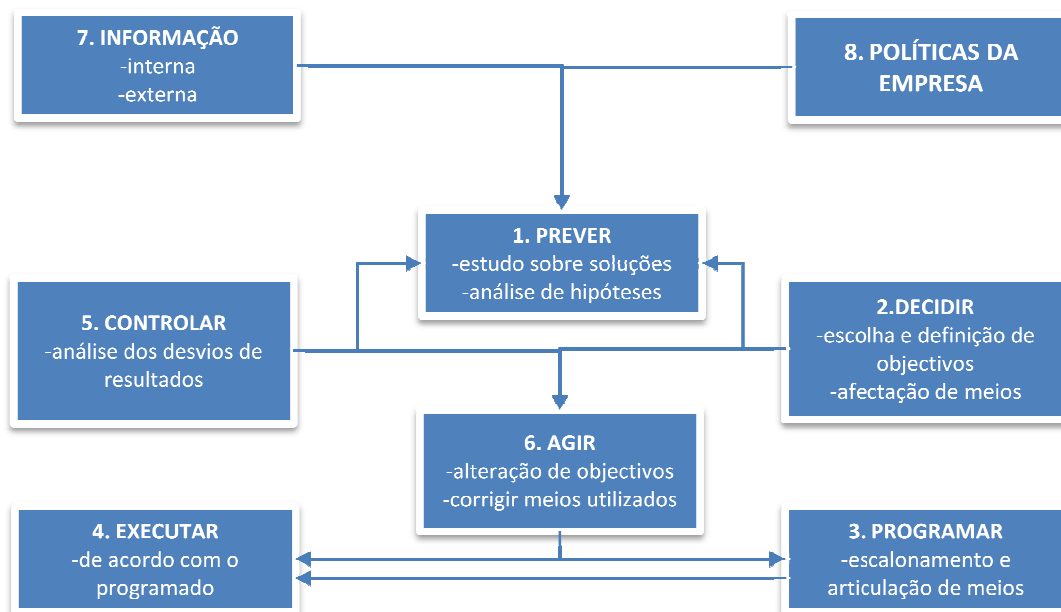 7. INFORMAÇÃO
-interna
-externa
8. POLÍTICAS DA
EMPRESA
1. PREVER
-estudo sobre soluções
-análise de hipóteses
5. CONTROLAR
-análise dos desvios de
resultados
2.DECIDIR
-escolha e definição de
objectivos
-afectação de meios
6. AGIR
-alteração de objectivos
-corrigir meios utilizados
4. EXECUTAR
-de acordo com o
programado
3. PROGRAMAR
-escalonamento e
articulação de meios